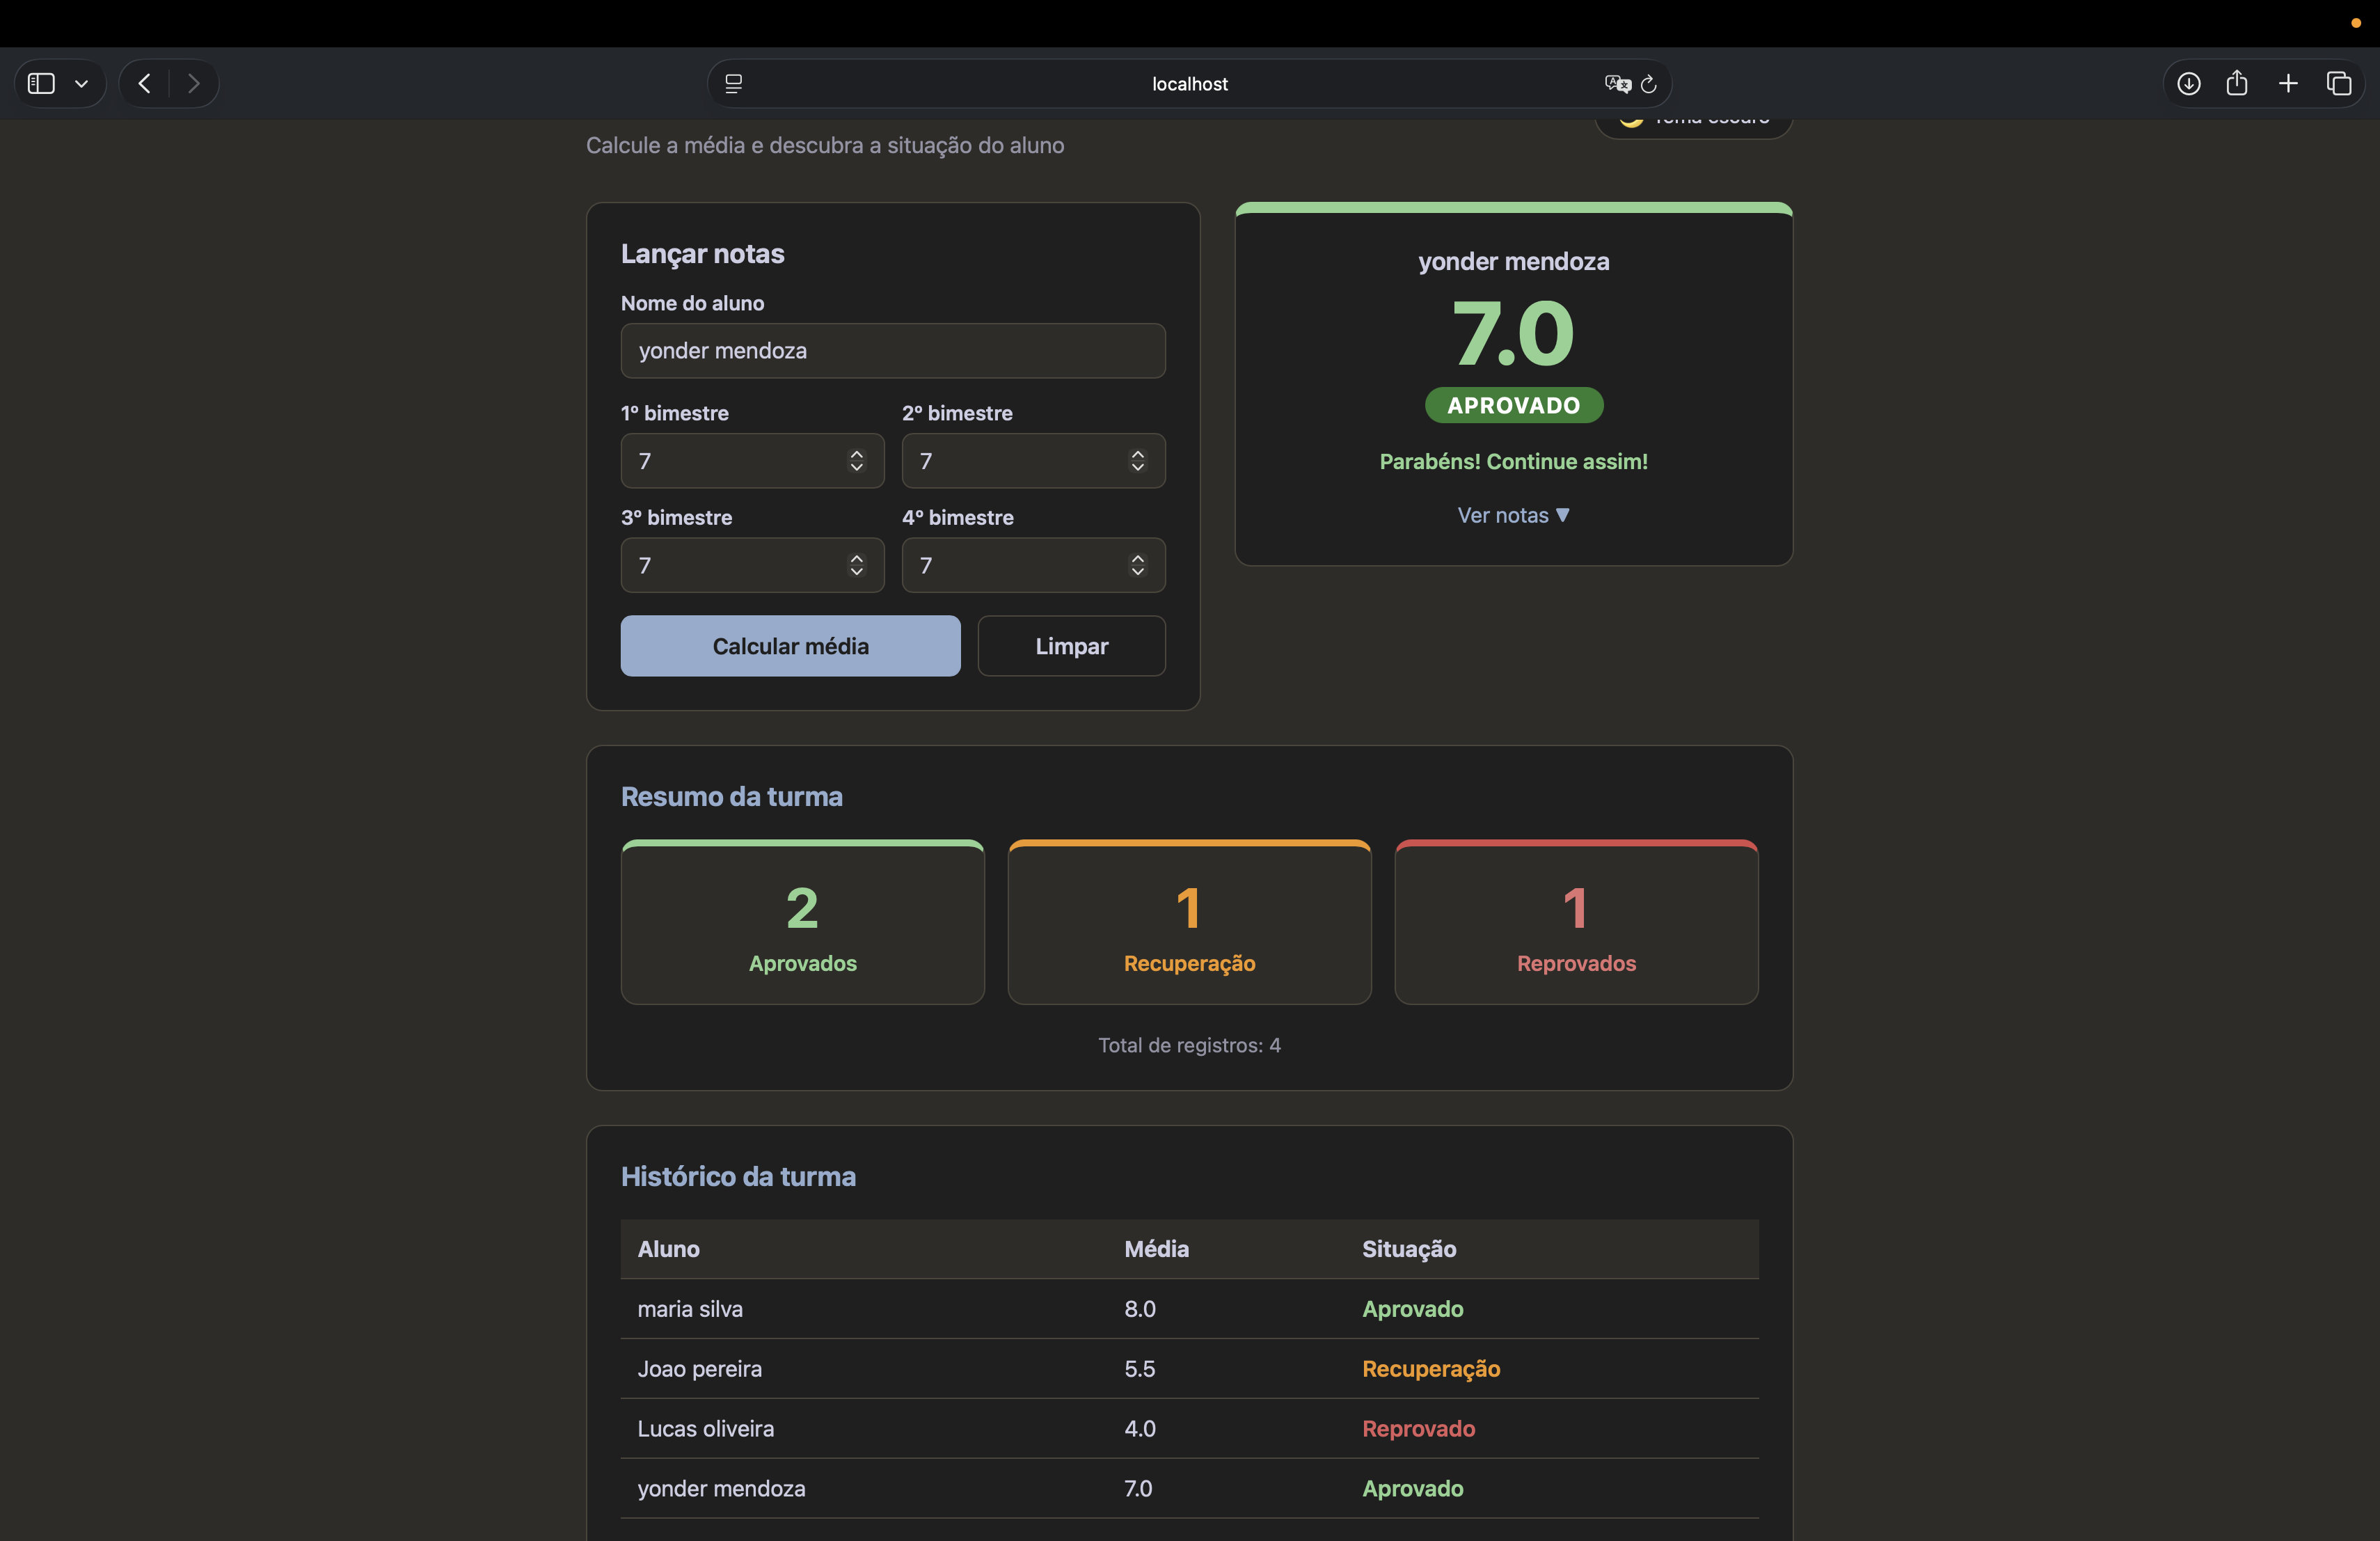 localhost
Calcule a média e descubra a situação do aluno
Lançar notas
Nome do aluno
yonder mendoza
1º bimestre 2º bimestre
7 7
3º bimestre 4º bimestre
7 7
Calcular média Limpar
yonder mendoza
7.0
APROVADO
Parabéns! Continue assim!
Ver notas ▼
Resumo da turma
2
Aprovados
1
Recuperação
1
Reprovados
Total de registros: 4
Histórico da turma
Aluno Média Situação
maria silva 8.0 Aprovado
Joao pereira 5.5 Recuperação
Lucas oliveira 4.0 Reprovado
yonder mendoza 7.0 Aprovado